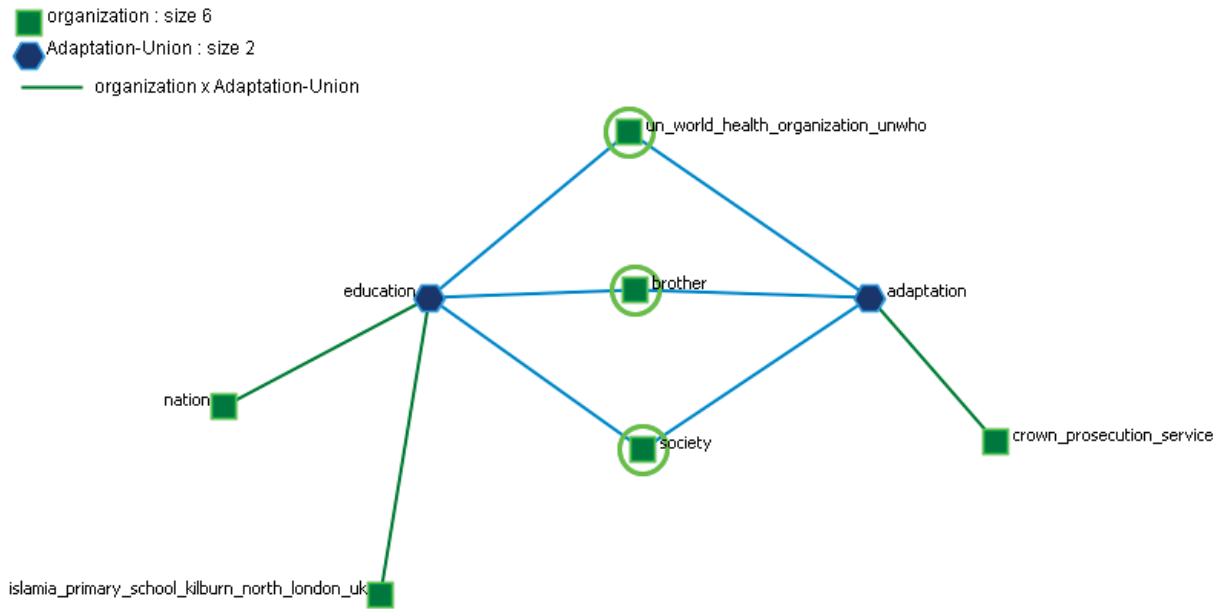 organization : size 6
Adaptation-Union : size 2
organization x Adaptation-Union
un_world_health_organization_unwho
brother
education
adaptation
nation
society
crown_prosecution_service
islamia_primary_school_kilburn_north_london_uk